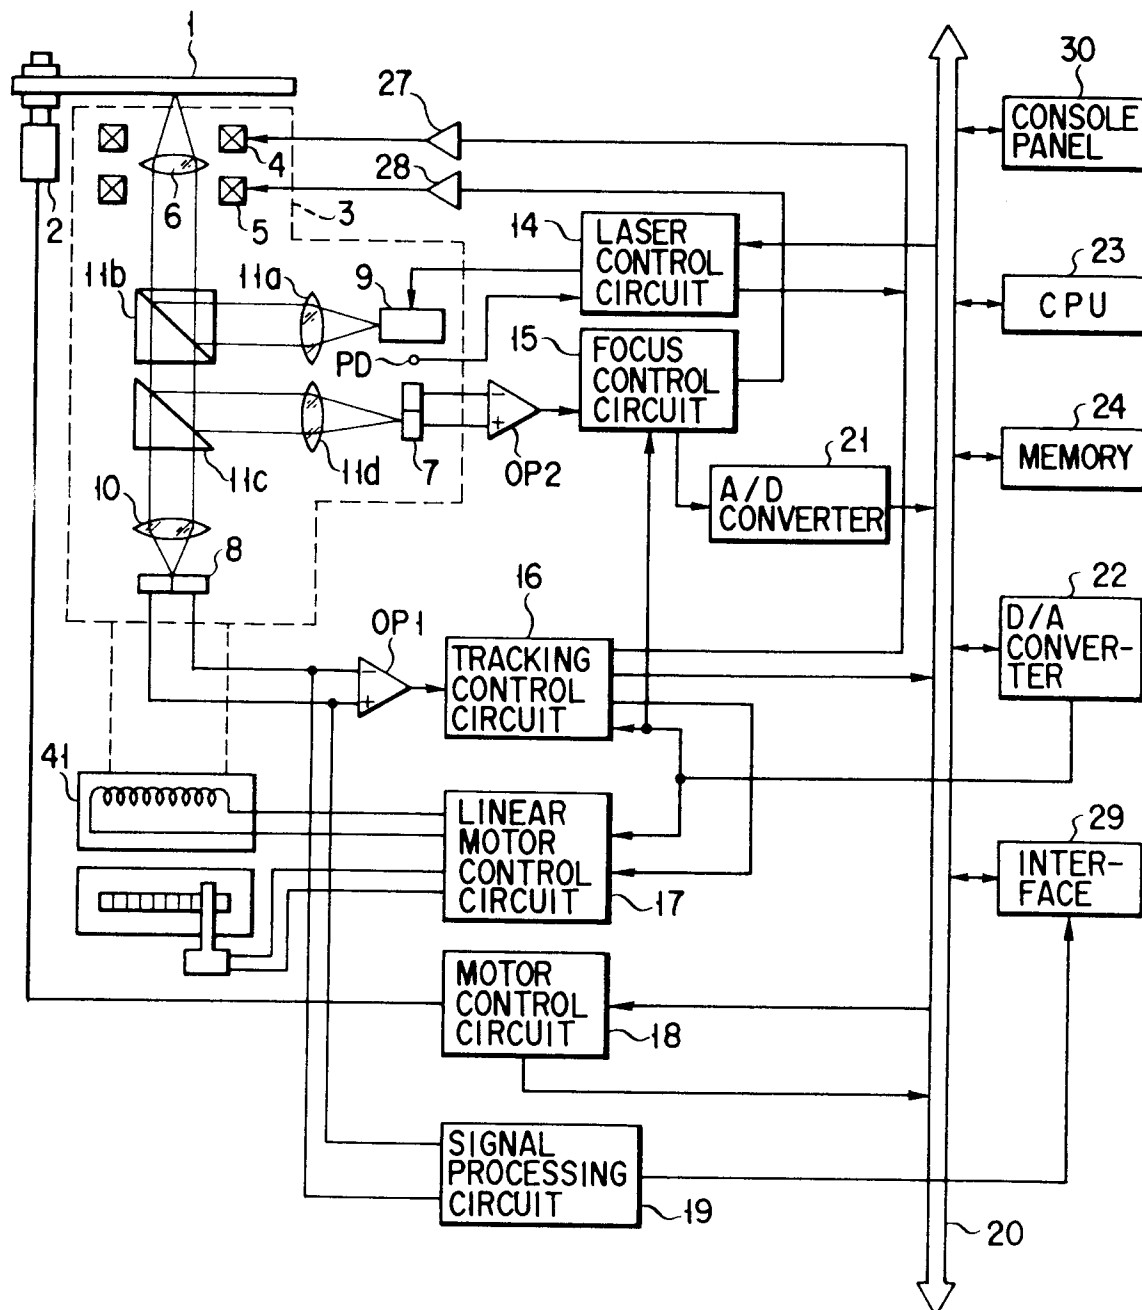 1
30
CONSOLE
PANEL
27
4
28
6
2
5
3
14
LASER
CONTROL
CIRCUIT
23
CPU
11b
11a
9
PD
15
FOCUS
CONTROL
CIRCUIT
−
+
OP2
24
MEMORY
11c
11d
7
21
A/D
CONVERTER
10
8
16
22
D/A
CONVER-
TER
OP1
−
+
TRACKING
CONTROL
CIRCUIT
41
LINEAR
MOTOR
CONTROL
CIRCUIT
17
29
INTER-
FACE
MOTOR
CONTROL
CIRCUIT
18
SIGNAL
PROCESSING
CIRCUIT
19
20